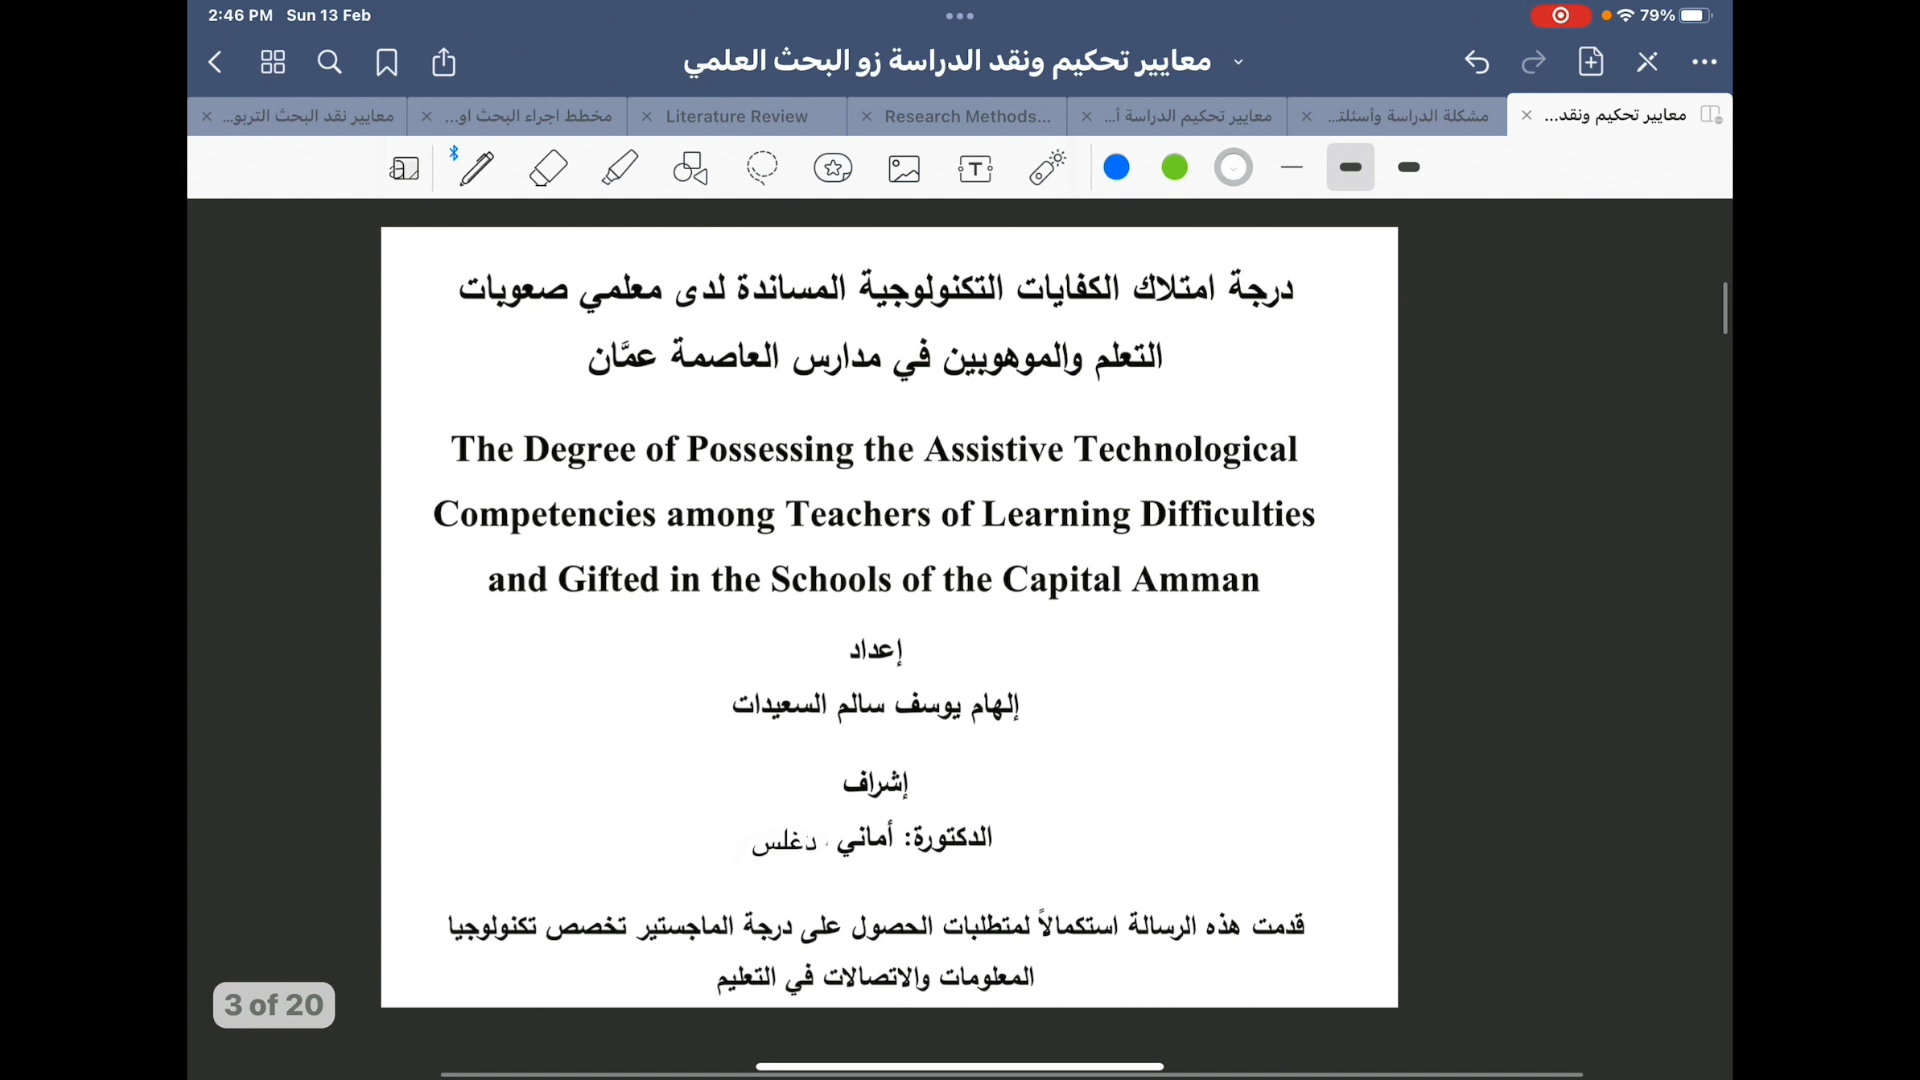 2:46 PM Sun 13 Feb
79%
معايير تحكيم ونقد الدراسة زو البحث العلمي
معايير نقد البحث التربو...
مخطط اجراء البحث او...
Literature Review
Research Methods...
معايير تحكيم الدراسة أ...
مشكلة الدراسة وأسئلتـ...
معايير تحكيم ونقد...
درجة امتلاك الكفايات التكنولوجية المساندة لدى معلمي صعوبات
التعلم والموهوبين في مدارس العاصمة عمَّان
The Degree of Possessing the Assistive Technological
Competencies among Teachers of Learning Difficulties
and Gifted in the Schools of the Capital Amman
إعداد
إلهام يوسف سالم السعيدات
إشراف
الدكتورة: أماني دغلس
قدمت هذه الرسالة استكمالاً لمتطلبات الحصول على درجة الماجستير تخصص تكنولوجيا
المعلومات والاتصالات في التعليم
3 of 20